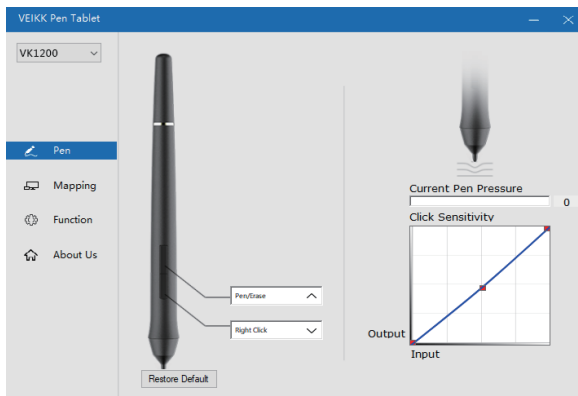 VEIKK Pen Tablet
VK1200
Pen
Mapping
Function
About Us
Pen/Erase
Right Click
Restore Default
Current Pen Pressure
0
Click Sensitivity
Output
Input